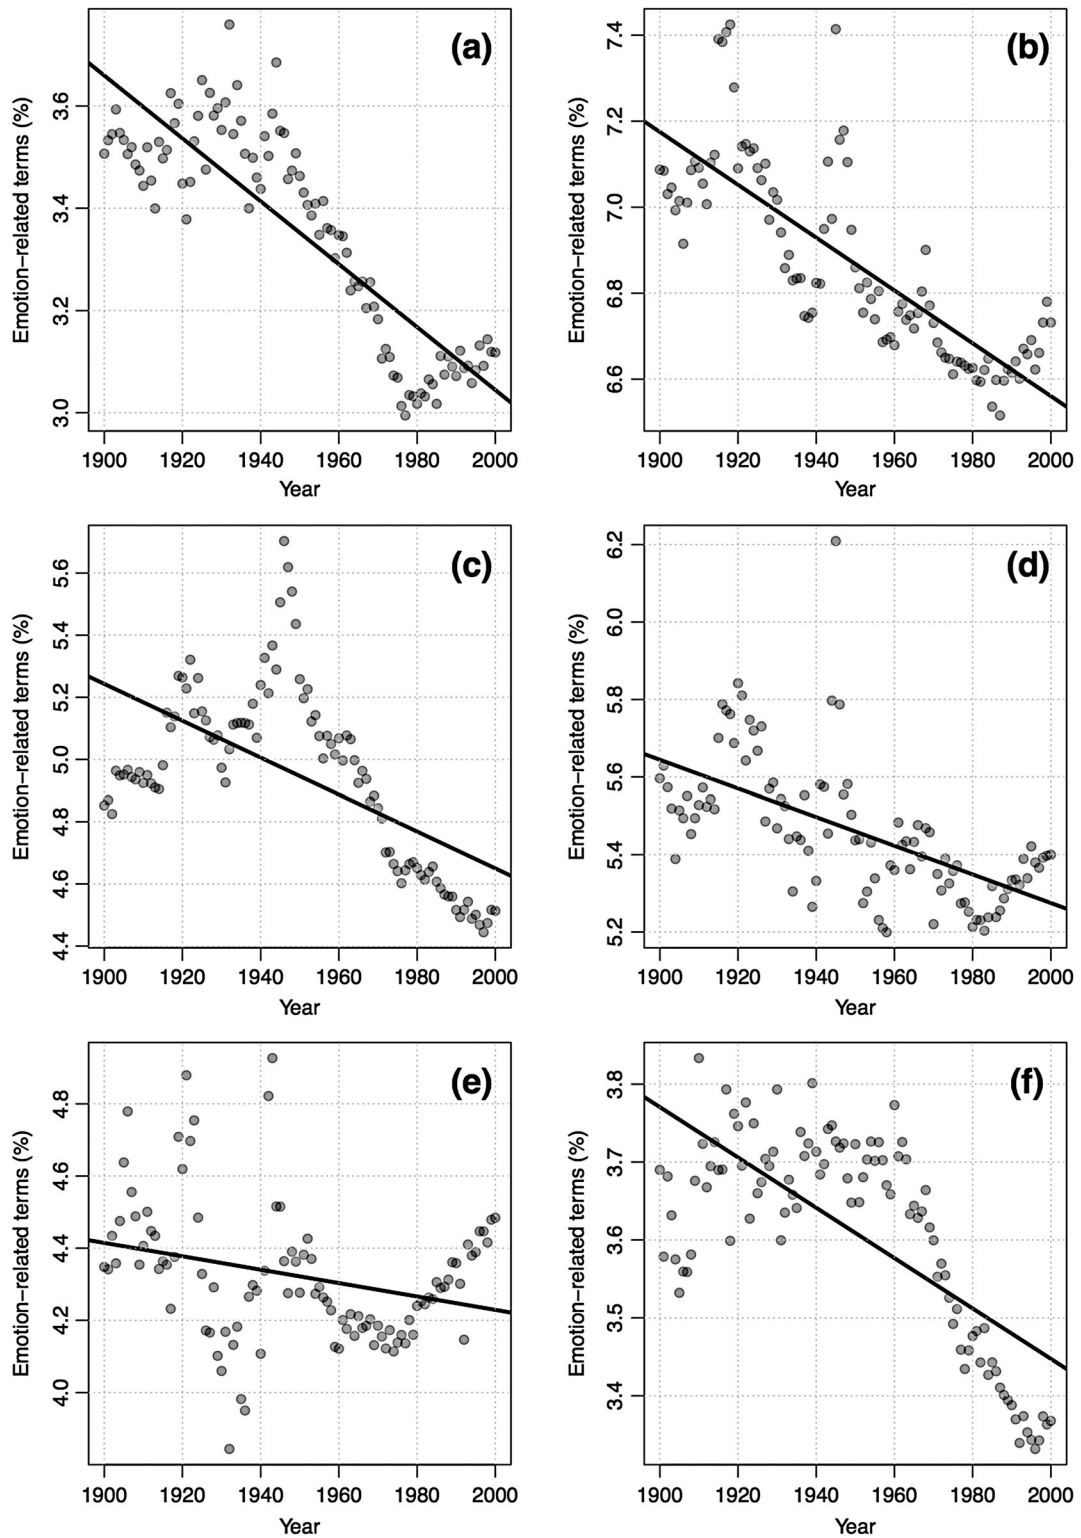 (a)
Emotion−related terms (%)
3.6
3.4
3.2
3.0
1900 1920 1940 1960 1980 2000
Year
(b)
Emotion−related terms (%)
7.4
7.2
7.0
6.8
6.6
1900 1920 1940 1960 1980 2000
Year
(c)
Emotion−related terms (%)
5.6
5.4
5.2
5.0
4.8
4.6
4.4
1900 1920 1940 1960 1980 2000
Year
(d)
Emotion−related terms (%)
6.2
6.0
5.8
5.6
5.4
5.2
1900 1920 1940 1960 1980 2000
Year
(e)
Emotion−related terms (%)
4.8
4.6
4.4
4.2
4.0
1900 1920 1940 1960 1980 2000
Year
(f)
Emotion−related terms (%)
3.8
3.7
3.6
3.5
3.4
1900 1920 1940 1960 1980 2000
Year